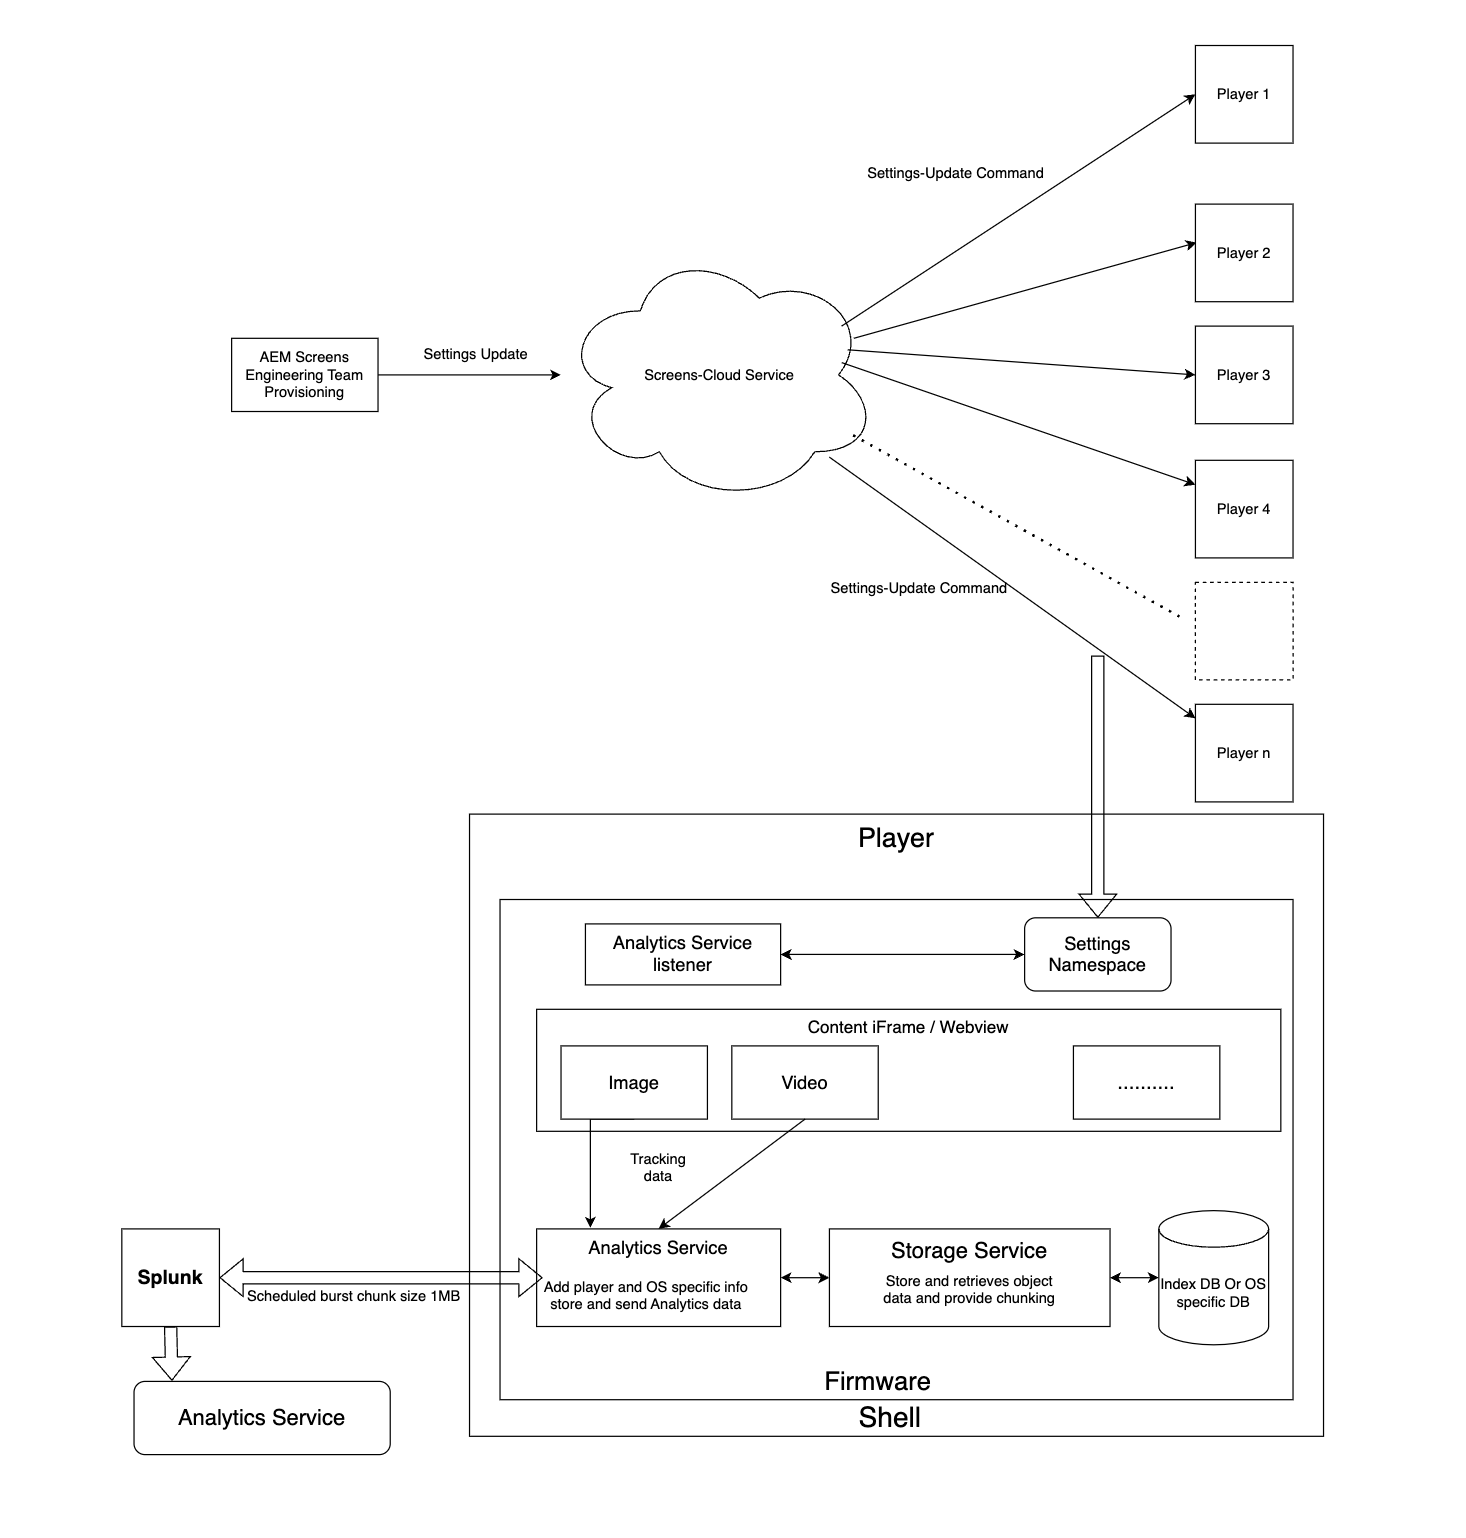 Player 1
Settings-Update Command
Player 2
AEM Screens
Engineering Team
Provisioning
Settings Update
Screens-Cloud Service
Player 3
Player 4
Settings-Update Command
Player n
Player
Analytics Service
listener
Settings
Namespace
Content iFrame / Webview
Image
Video
..........
Tracking
data
Splunk
Scheduled burst chunk size 1MB
Analytics Service
Add player and OS specific info
store and send Analytics data
Storage Service
Store and retrieves object
data and provide chunking
Index DB Or OS
specific DB
Firmware
Shell
Analytics Service